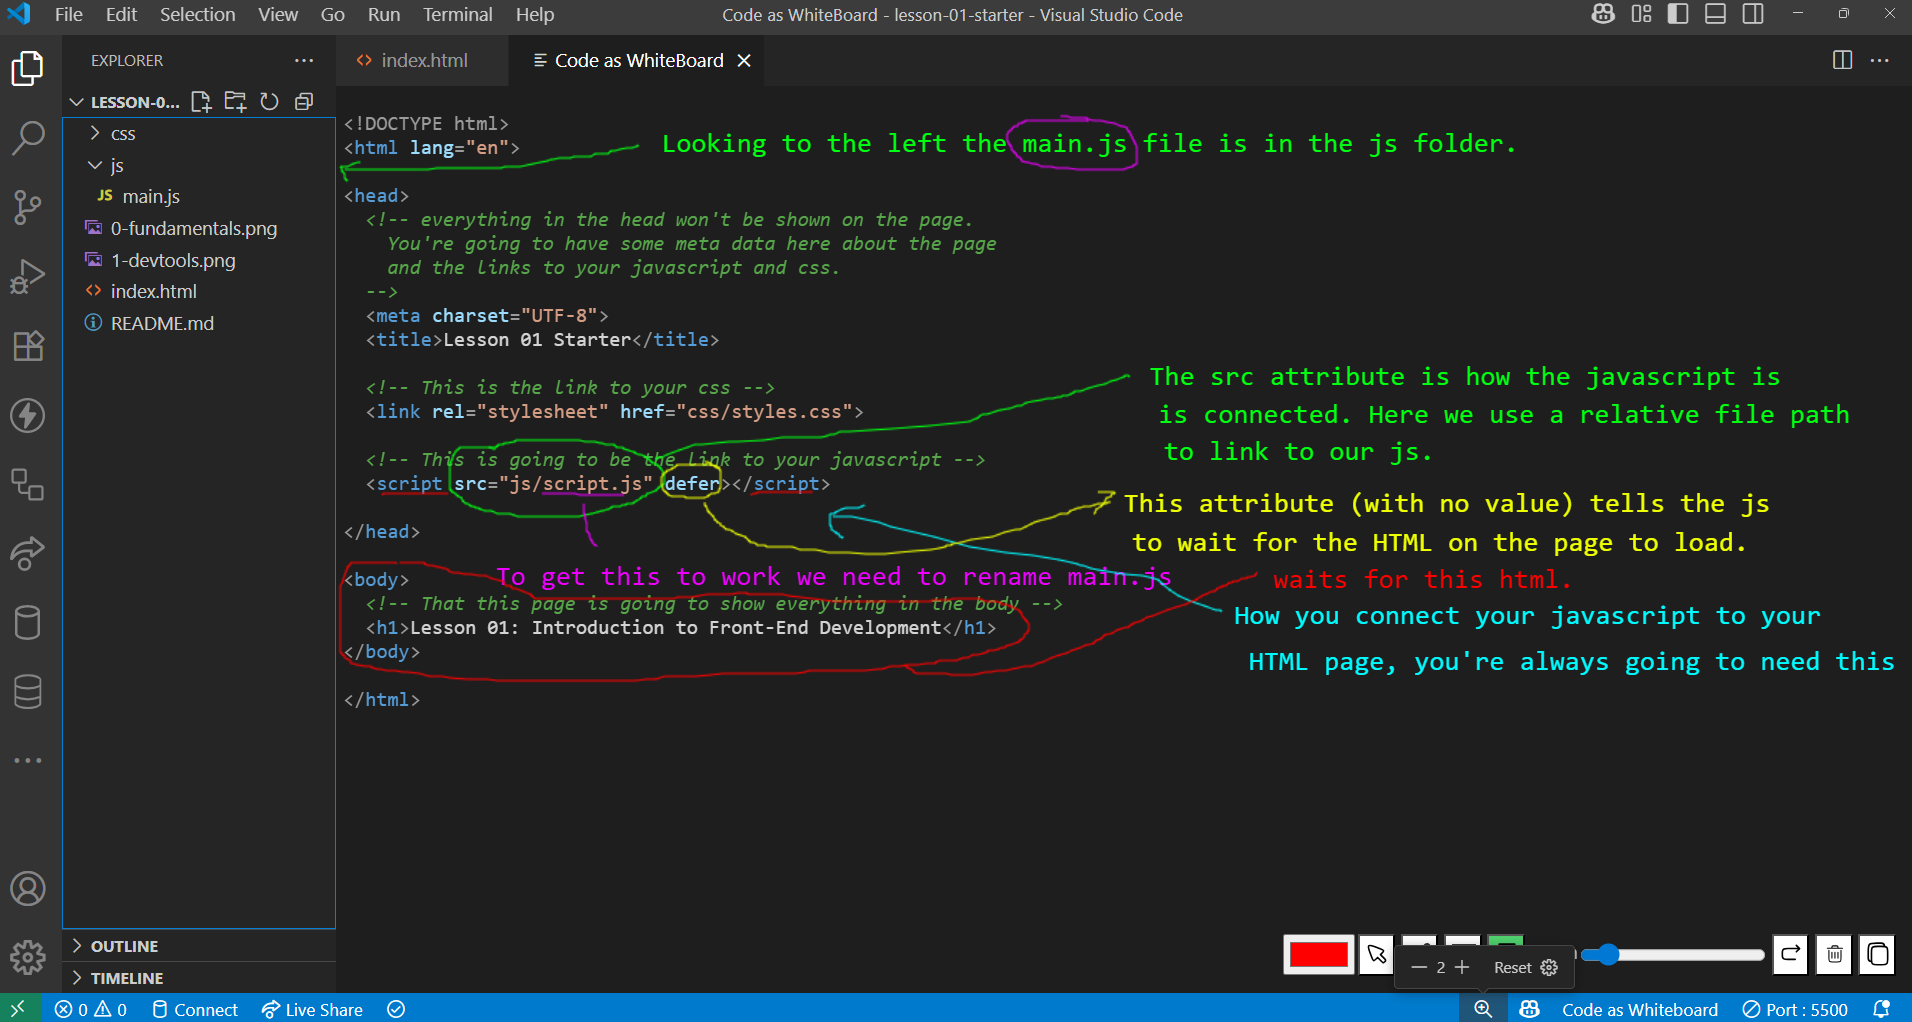 File Edit Selection View Go Run Terminal Help
Code as WhiteBoard - lesson-01-starter - Visual Studio Code
EXPLORER
LESSON-0...
css
js
JS main.js
0-fundamentals.png
1-devtools.png
index.html
README.md
OUTLINE
TIMELINE
index.html
Code as WhiteBoard
<!DOCTYPE html>
<html lang="en">
Looking to the left the main.js file is in the js folder.
<head>
<!-- everything in the head won't be shown on the page.
You're going to have some meta data here about the page
and the links to your javascript and css.
-->
<meta charset="UTF-8">
<title>Lesson 01 Starter</title>
<!-- This is the link to your css -->
<link rel="stylesheet" href="css/styles.css">
<!-- This is going to be the link to your javascript -->
<script src="js/script.js" defer></script>
</head>
<body>
<!-- That this page is going to show everything in the body -->
<h1>Lesson 01: Introduction to Front-End Development</h1>
</body>
</html>
The src attribute is how the javascript is
is connected. Here we use a relative file path
to link to our js.
This attribute (with no value) tells the js
to wait for the HTML on the page to load.
To get this to work we need to rename main.js
waits for this html.
How you connect your javascript to your
HTML page, you're always going to need this
2 Reset
0 0 Connect Live Share
Code as Whiteboard Port : 5500